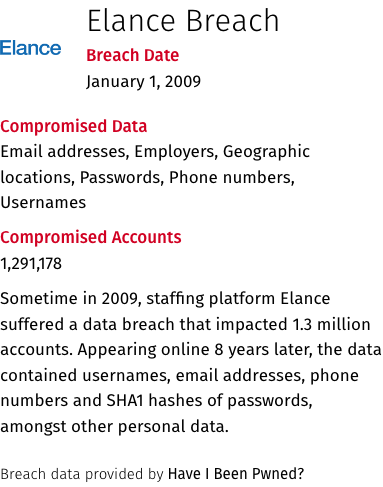 Elance Breach
Elance
Breach Date
January 1, 2009
Compromised Data
Email addresses, Employers, Geographic
locations, Passwords, Phone numbers,
Usernames
Compromised Accounts
1,291,178
Sometime in 2009, staffing platform Elance
suffered a data breach that impacted 1.3 million
accounts. Appearing online 8 years later, the data
contained usernames, email addresses, phone
numbers and SHA1 hashes of passwords,
amongst other personal data.
Breach data provided by Have I Been Pwned?